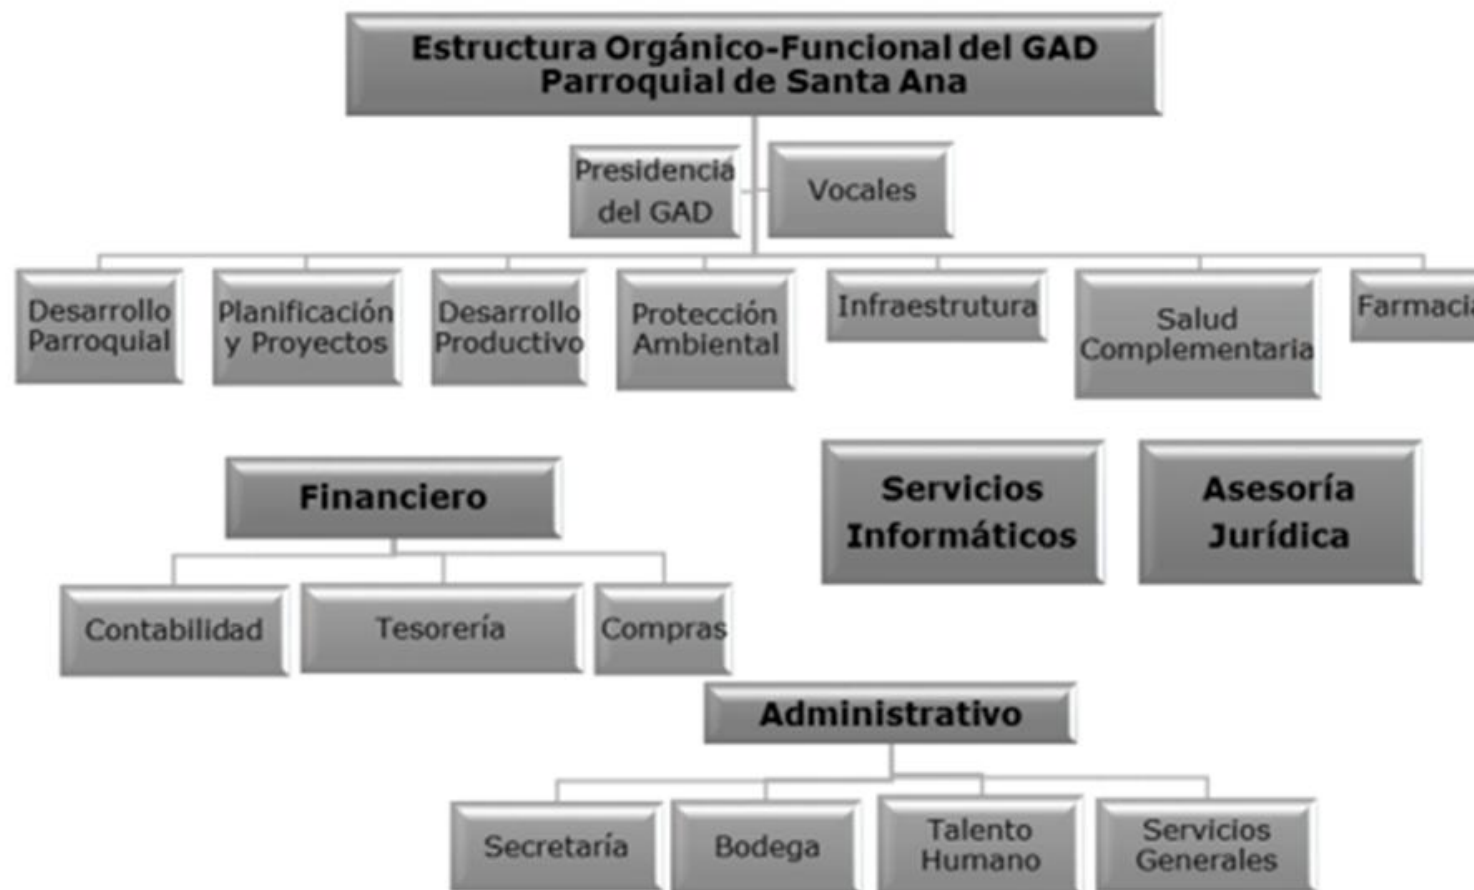 Estructura Orgánico-Funcional del GAD
Parroquial de Santa Ana
Presidencia
del GAD
Vocales
Desarrollo
Parroquial
Planificación
y Proyectos
Desarrollo
Productivo
Protección
Ambiental
Infraestrutura
Salud
Complementaria
Farmacia
Financiero
Servicios
Informáticos
Asesoría
Jurídica
Contabilidad
Tesorería
Compras
Administrativo
Secretaría
Bodega
Talento
Humano
Servicios
Generales